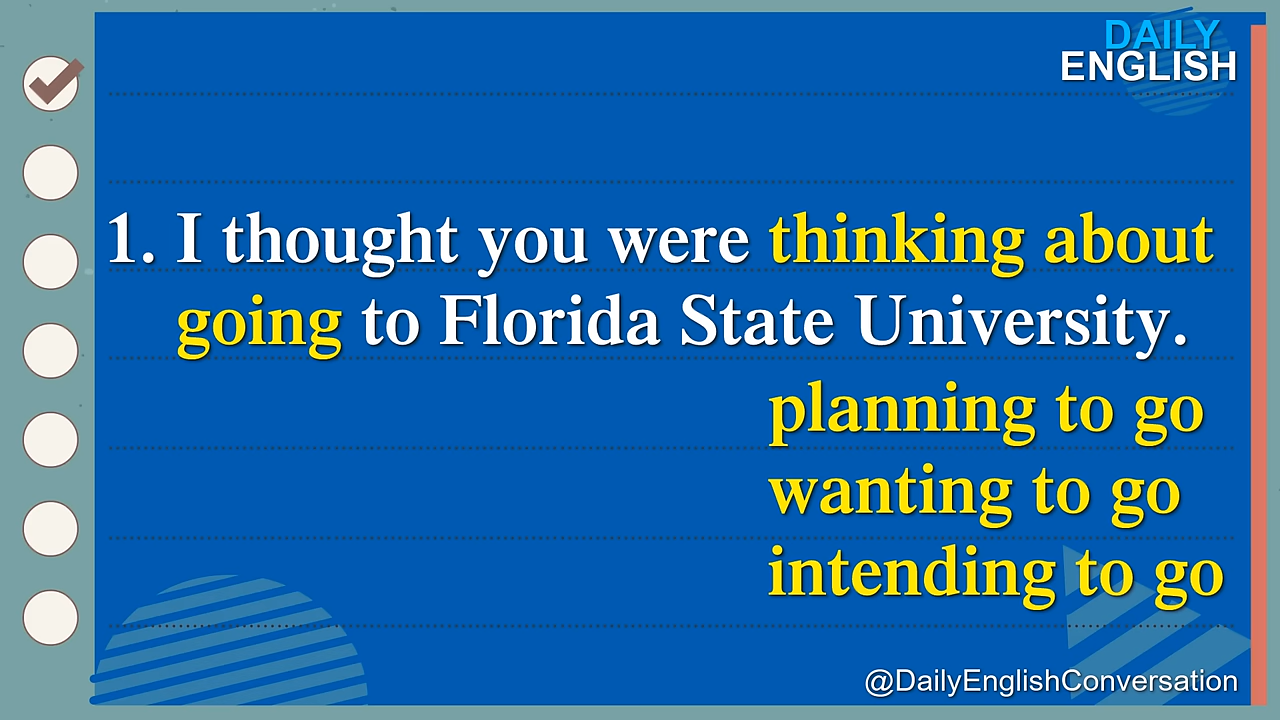 DAILY
ENGLISH
1. I thought you were thinking about
going to Florida State University.
planning to go
wanting to go
intending to go
@DailyEnglishConversation